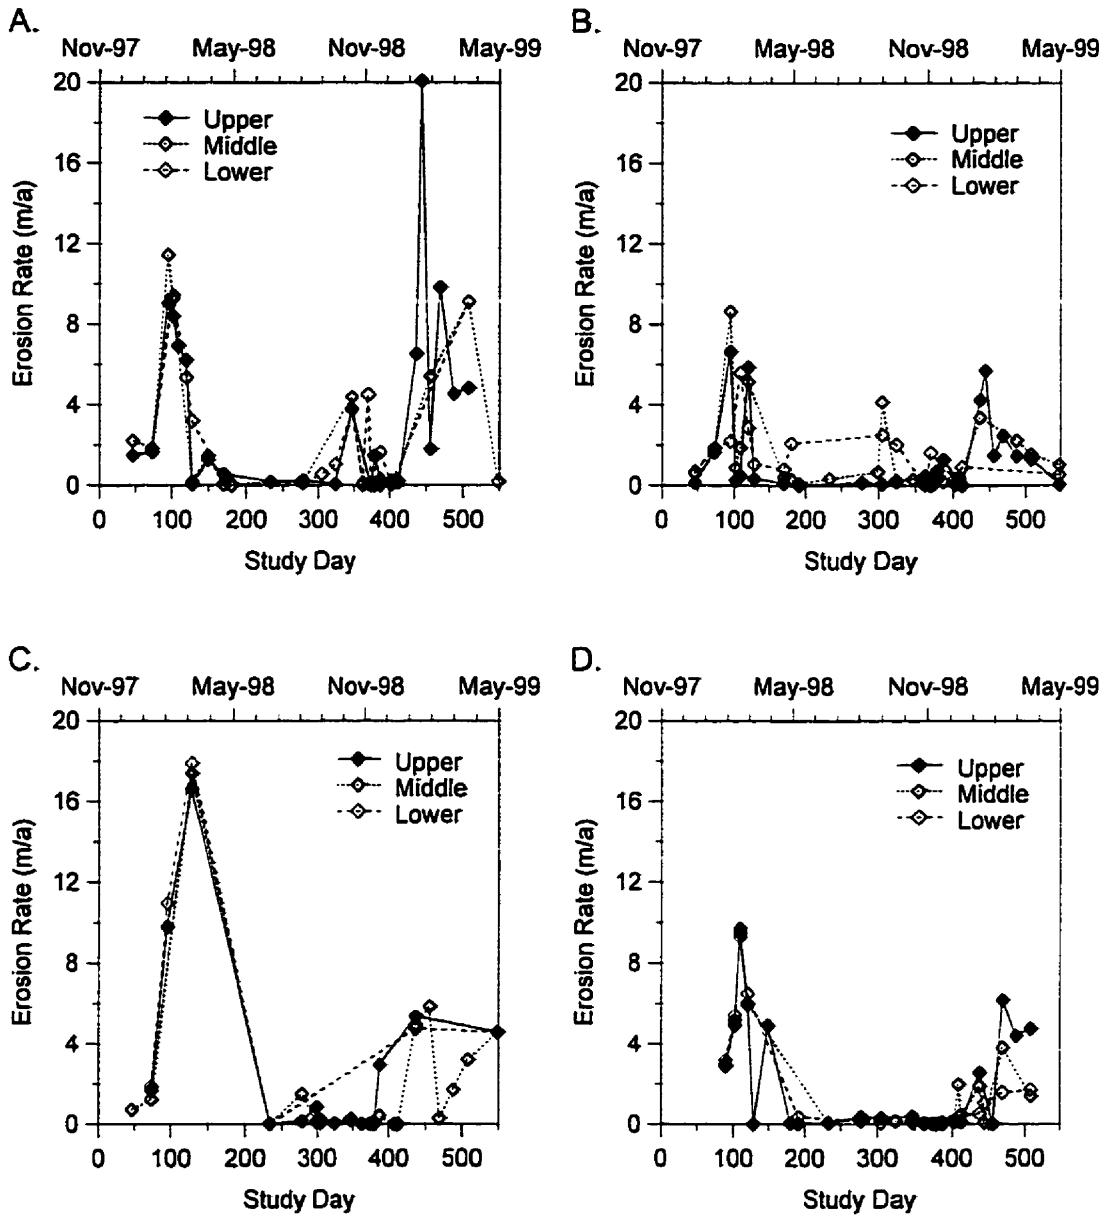 A.
Nov-97 May-98 Nov-98 May-99
20
16
12
8
4
0
Erosion Rate (m/a)
Upper
Middle
Lower
0 100 200 300 400 500
Study Day
B.
Nov-97 May-98 Nov-98 May-99
20
16
12
8
4
0
Erosion Rate (m/a)
Upper
Middle
Lower
0 100 200 300 400 500
Study Day
C.
Nov-97 May-98 Nov-98 May-99
20
16
12
8
4
0
Erosion Rate (m/a)
Upper
Middle
Lower
0 100 200 300 400 500
Study Day
D.
Nov-97 May-98 Nov-98 May-99
20
16
12
8
4
0
Erosion Rate (m/a)
Upper
Middle
Lower
0 100 200 300 400 500
Study Day